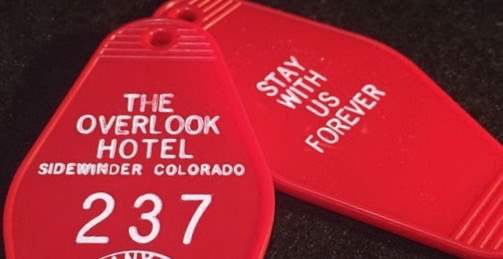 THE
OVERLOOK
HOTEL
SIDEWINDER COLORADO
237
STAY
WITH
US
FOREVER